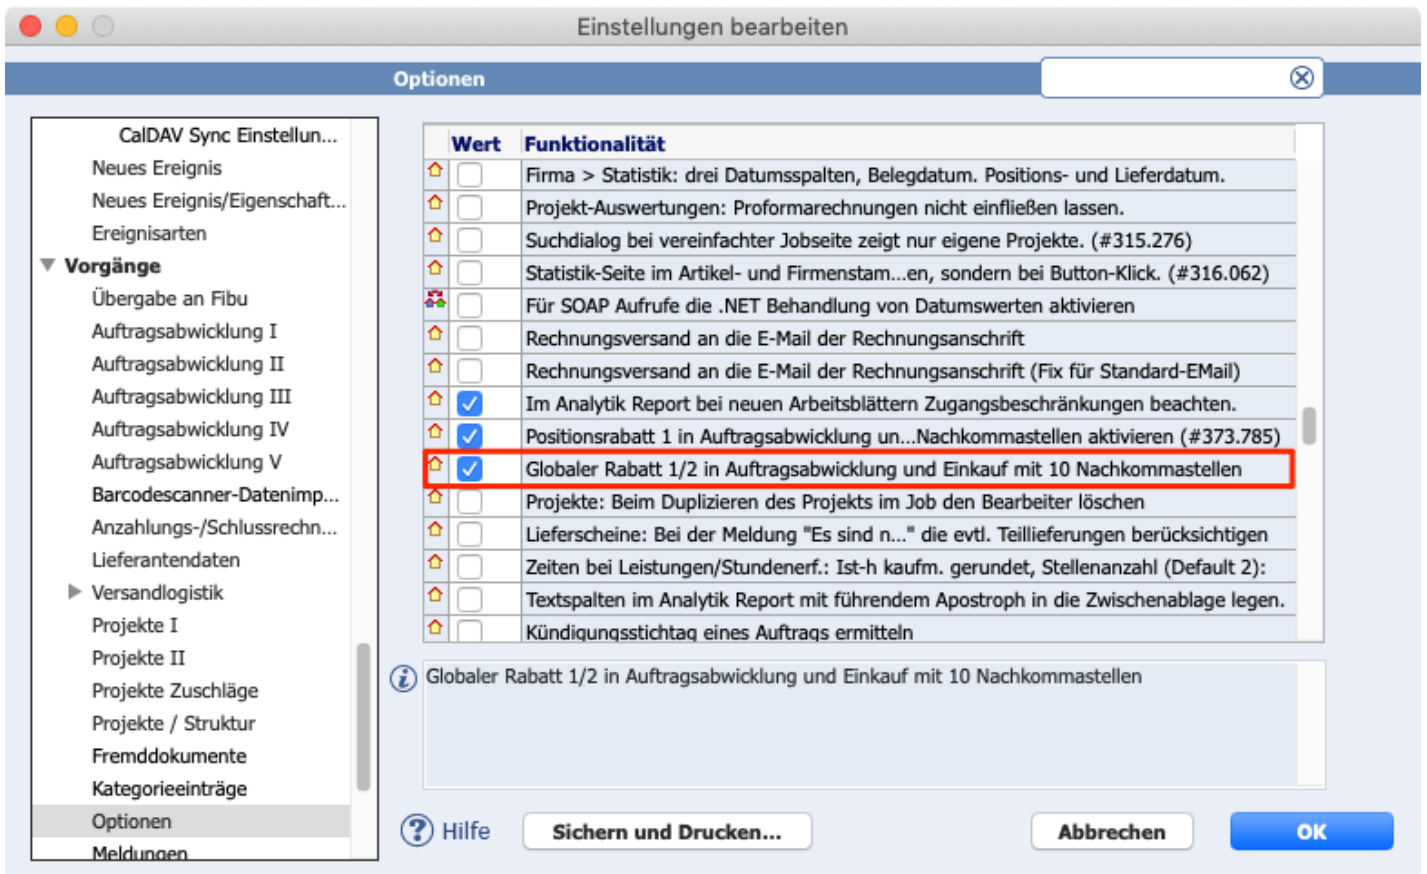 Einstellungen bearbeiten
Optionen
CalDAV Sync Einstellun...
Neues Ereignis
Neues Ereignis/Eigenschaft...
Ereignisarten
Vorgänge
Übergabe an Fibu
Auftragsabwicklung I
Auftragsabwicklung II
Auftragsabwicklung III
Auftragsabwicklung IV
Auftragsabwicklung V
Barcodescanner-Datenimp...
Anzahlungs-/Schlussrechn...
Lieferantendaten
Versandlogistik
Projekte I
Projekte II
Projekte Zuschläge
Projekte / Struktur
Fremddokumente
Kategorieeinträge
Optionen
Meldungen
Wert Funktionalität
Firma > Statistik: drei Datumsspalten, Belegdatum. Positions- und Lieferdatum.
Projekt-Auswertungen: Proformarechnungen nicht einfließen lassen.
Suchdialog bei vereinfachter Jobseite zeigt nur eigene Projekte. (#315.276)
Statistik-Seite im Artikel- und Firmenstam...en, sondern bei Button-Klick. (#316.062)
Für SOAP Aufrufe die .NET Behandlung von Datumswerten aktivieren
Rechnungsversand an die E-Mail der Rechnungsanschrift
Rechnungsversand an die E-Mail der Rechnungsanschrift (Fix für Standard-EMail)
Im Analytik Report bei neuen Arbeitsblättern Zugangsbeschränkungen beachten.
Positionsrabatt 1 in Auftragsabwicklung un...Nachkommastellen aktivieren (#373.785)
Globaler Rabatt 1/2 in Auftragsabwicklung und Einkauf mit 10 Nachkommastellen
Projekte: Beim Duplizieren des Projekts im Job den Bearbeiter löschen
Lieferscheine: Bei der Meldung "Es sind n..." die evtl. Teillieferungen berücksichtigen
Zeiten bei Leistungen/Stundenerf.: Ist-h kaufm. gerundet, Stellenanzahl (Default 2):
Textspalten im Analytik Report mit führendem Apostroph in die Zwischenablage legen.
Kündigungsstichtag eines Auftrags ermitteln
Globaler Rabatt 1/2 in Auftragsabwicklung und Einkauf mit 10 Nachkommastellen
Hilfe
Sichern und Drucken...
Abbrechen
OK